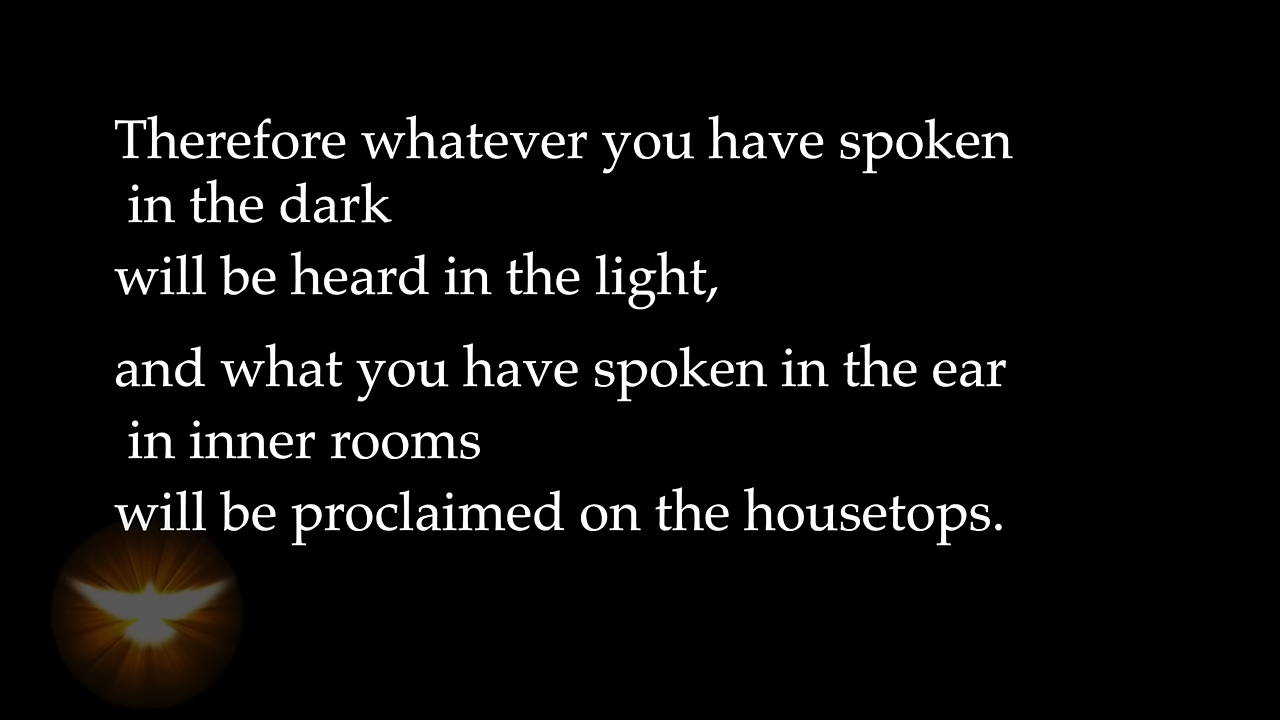 Therefore whatever you have spoken
in the dark
will be heard in the light,
and what you have spoken in the ear
in inner rooms
will be proclaimed on the housetops.